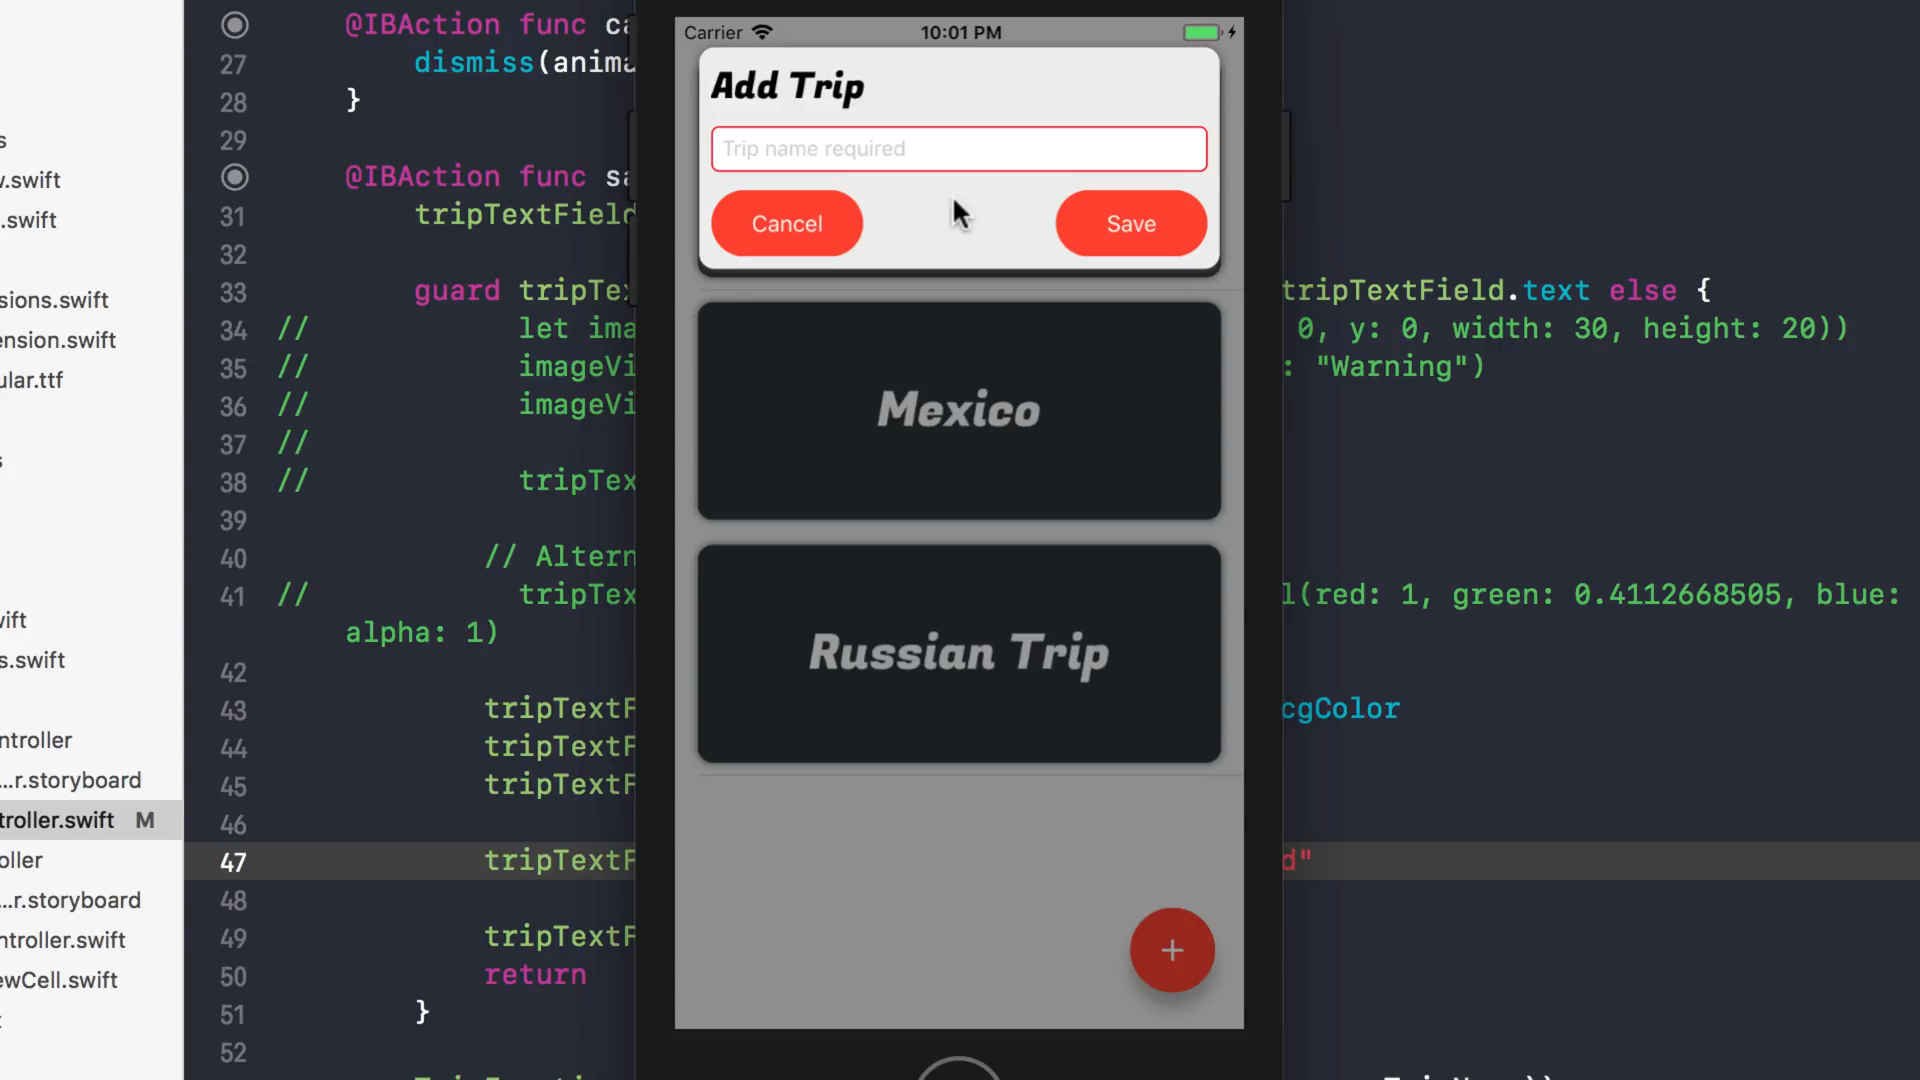 s
v.swift
.swift
sions.swift
ension.swift
ular.ttf
s
vift
s.swift
ntroller
...r.storyboard
troller.swift M
oller
...r.storyboard
ntroller.swift
ewCell.swift
@IBAction func ca
27 dismiss(anima
28 }
29
@IBAction func sa
31 tripTextField
32
33 guard tripTex tripTextField.text else {
34 // let ima 0, y: 0, width: 30, height: 20))
35 // imageVi : "Warning")
36 // imageVi
37 //
38 // tripTex
39
40 // Altern
41 // tripTex l(red: 1, green: 0.4112668505, blue:
alpha: 1)
42
43 tripTextF cgColor
44 tripTextF
45 tripTextF
46
47 tripTextF d"
48
49 tripTextF
50 return
51 }
52
Carrier 10:01 PM
Add Trip
Trip name required
Cancel Save
Mexico
Russian Trip
+